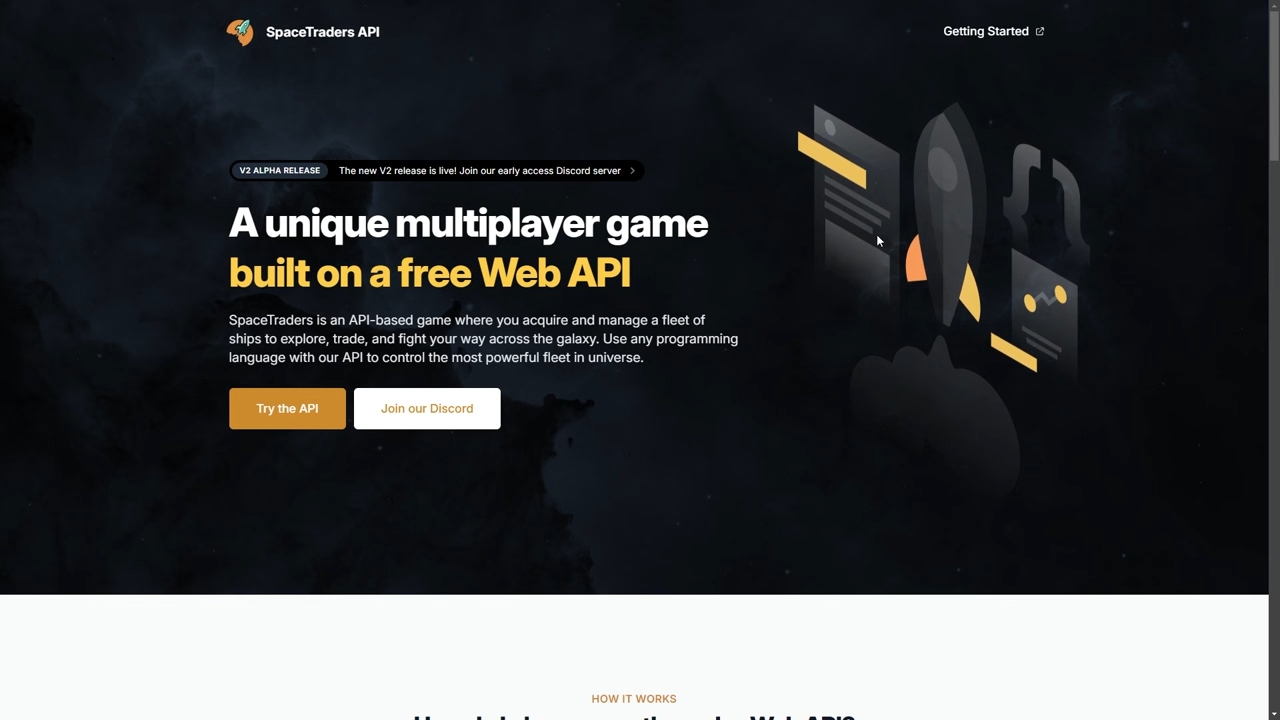 SpaceTraders API
Getting Started
V2 ALPHA RELEASE The new V2 release is live! Join our early access Discord server
A unique multiplayer game
built on a free Web API
SpaceTraders is an API-based game where you acquire and manage a fleet of
ships to explore, trade, and fight your way across the galaxy. Use any programming
language with our API to control the most powerful fleet in universe.
Try the API
Join our Discord
HOW IT WORKS